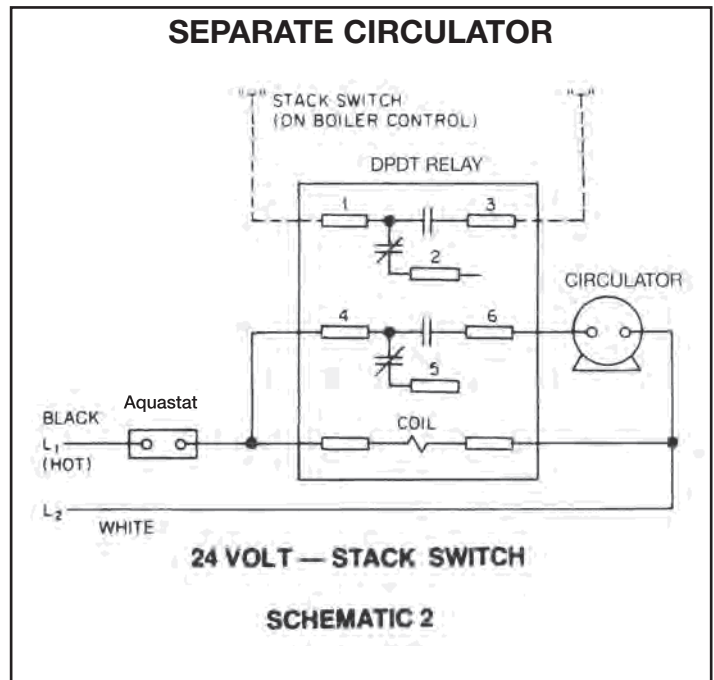 SEPARATE CIRCULATOR
"T" STACK SWITCH "T"
(ON BOILER CONTROL)
DPDT RELAY
1 3
2
CIRCULATOR
4 6
5
Aquastat
BLACK
COIL
L1
(HOT)
L2
WHITE
24 VOLT — STACK SWITCH
SCHEMATIC 2